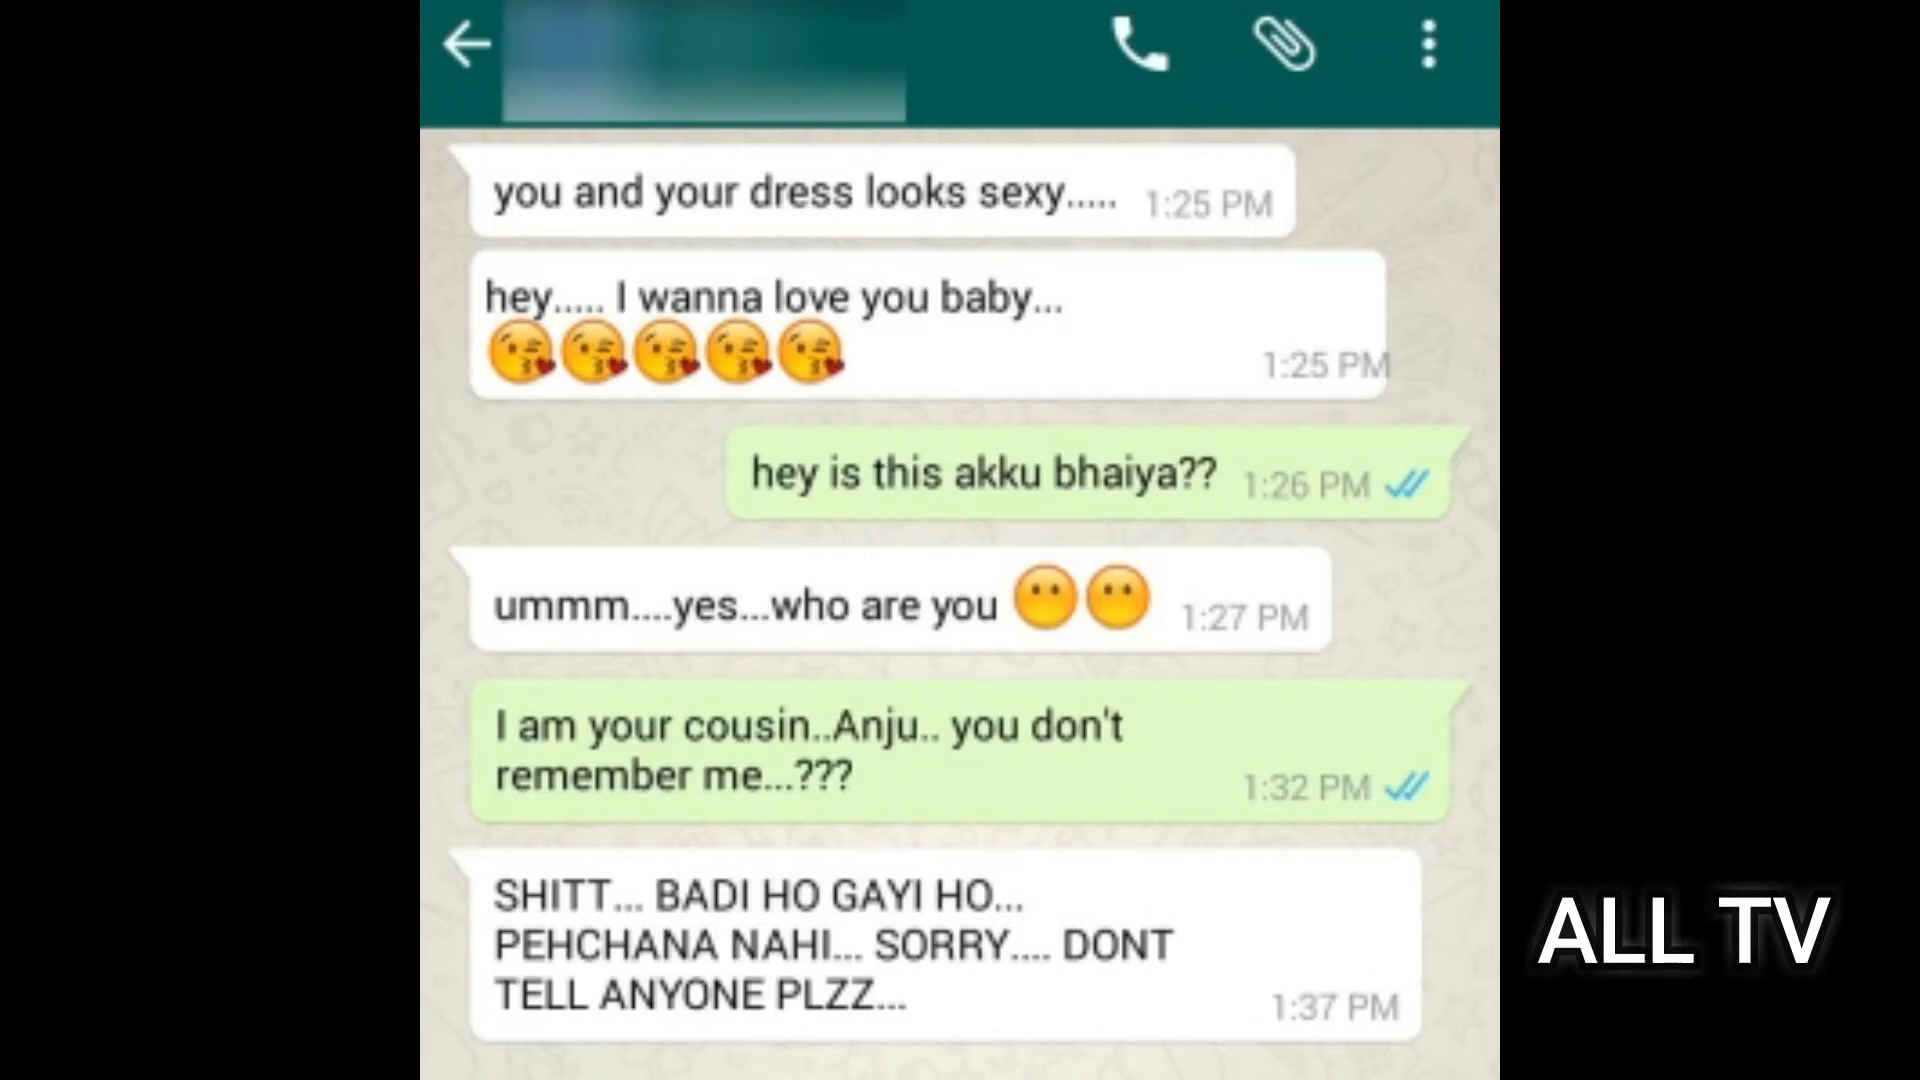 you and your dress looks sexy..... 1:25 PM
hey..... I wanna love you baby...
😘😘😘😘😘 1:25 PM
hey is this akku bhaiya?? 1:26 PM
ummm....yes...who are you 😶😶 1:27 PM
I am your cousin..Anju.. you don't
remember me...??? 1:32 PM
SHITT... BADI HO GAYI HO...
PEHCHANA NAHI... SORRY.... DONT
TELL ANYONE PLZZ... 1:37 PM
ALL TV